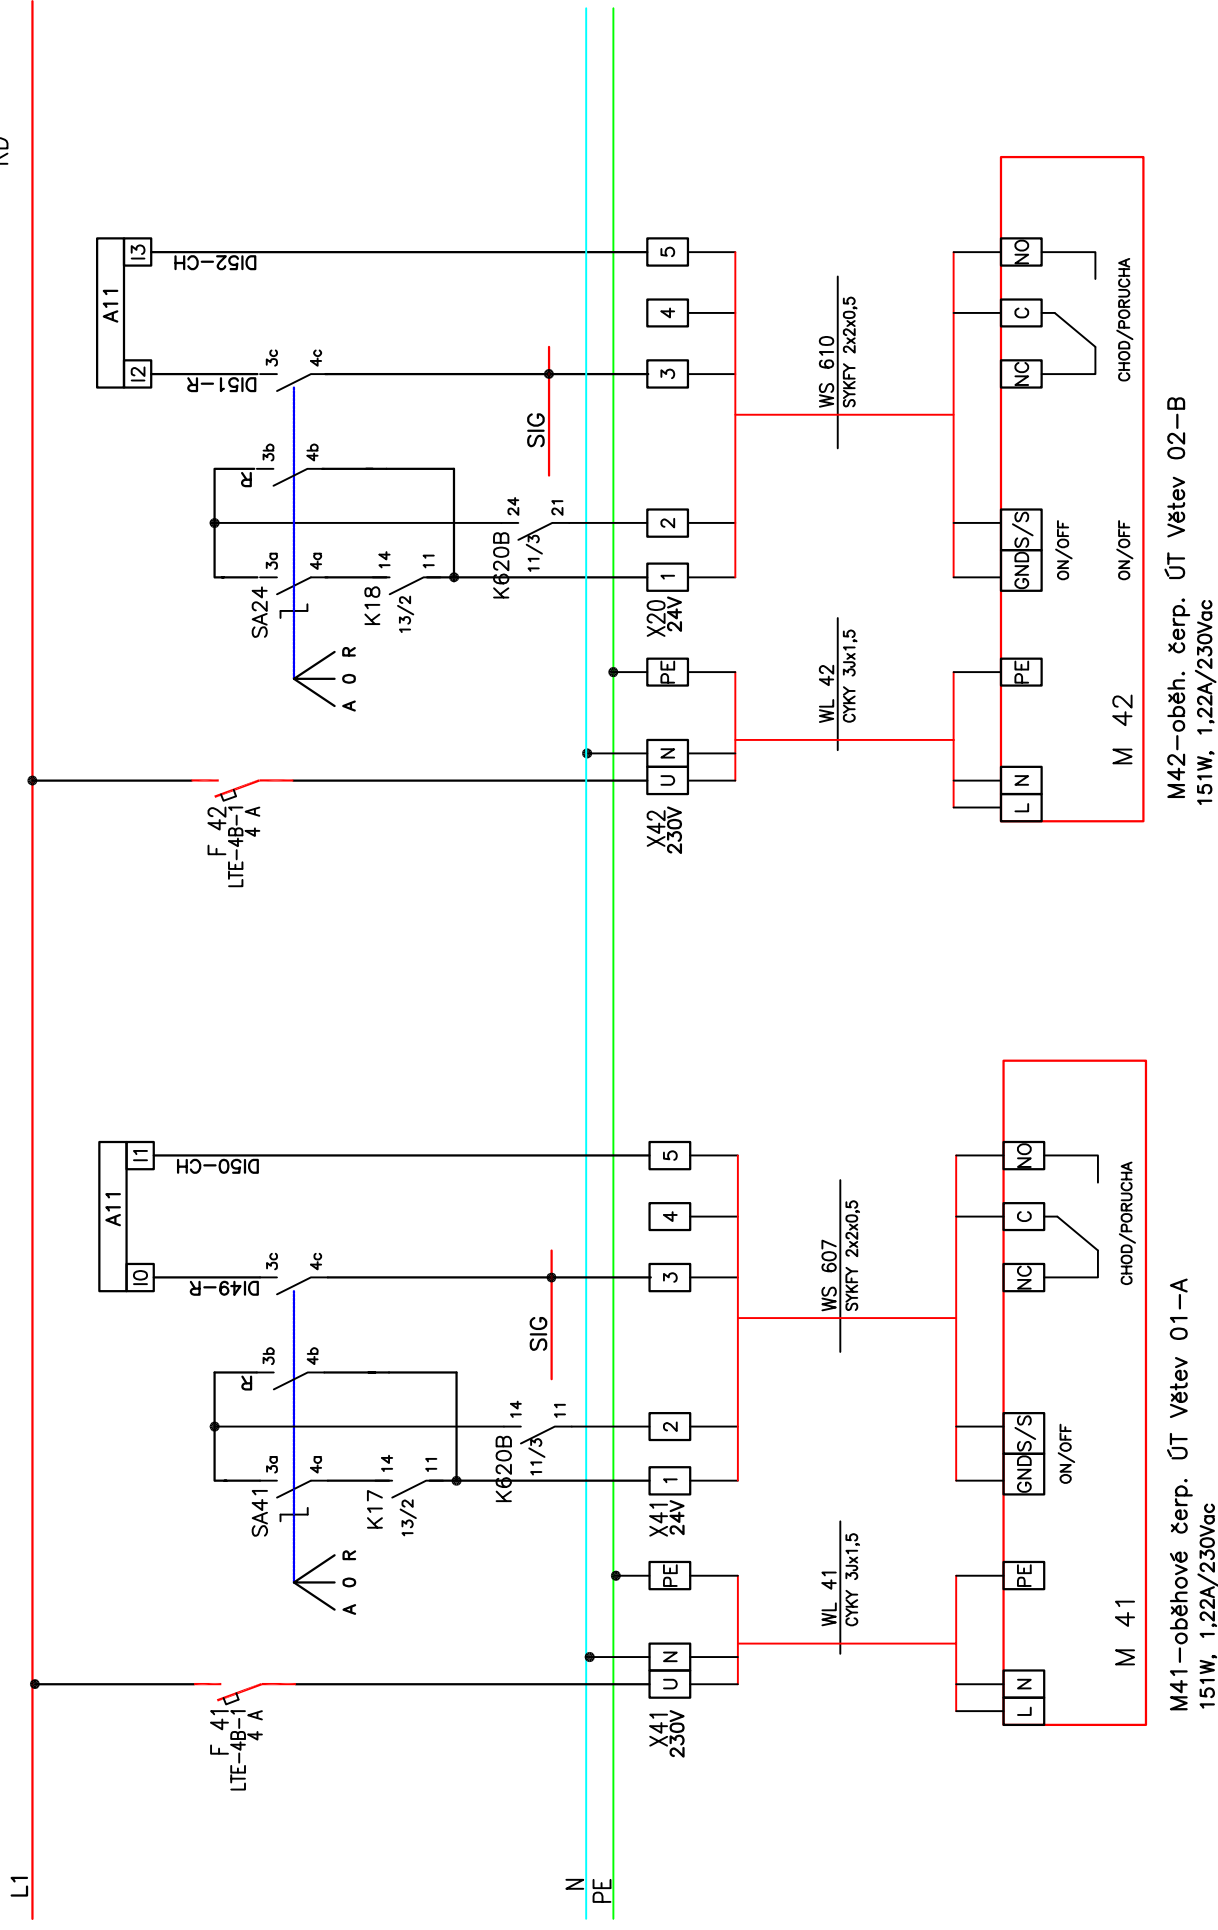 L1
N
PE
F 41
LTE-4B-1
4 A
A 0 R
SA41
3a
4a
3b
4b
R
3c
4c
A11
I0
I1
DI49-R
DI50-CH
K17
13/2
14
11
K620B
11/3
14
11
SIG
X41
230V
U
N
PE
X41
24V
1
2
3
4
5
WL 41
CYKY 3Jx1,5
WS 607
SYKFY 2x2x0,5
L
N
PE
GND
S/S
NC
C
NO
ON/OFF
CHOD/PORUCHA
M 41
M41-oběhové čerp. ÚT Větev 01-A
151W, 1,22A/230Vac
F 42
LTE-4B-1
4 A
A 0 R
SA24
3a
4a
3b
4b
R
3c
4c
A11
I2
I3
DI51-R
DI52-CH
K18
13/2
14
11
K620B
11/3
24
21
SIG
X42
230V
U
N
PE
X20
24V
1
2
3
4
5
WL 42
CYKY 3Jx1,5
WS 610
SYKFY 2x2x0,5
L
N
PE
GND
S/S
NC
C
NO
ON/OFF
ON/OFF
CHOD/PORUCHA
M 42
M42-oběh. čerp. ÚT Větev 02-B
151W, 1,22A/230Vac